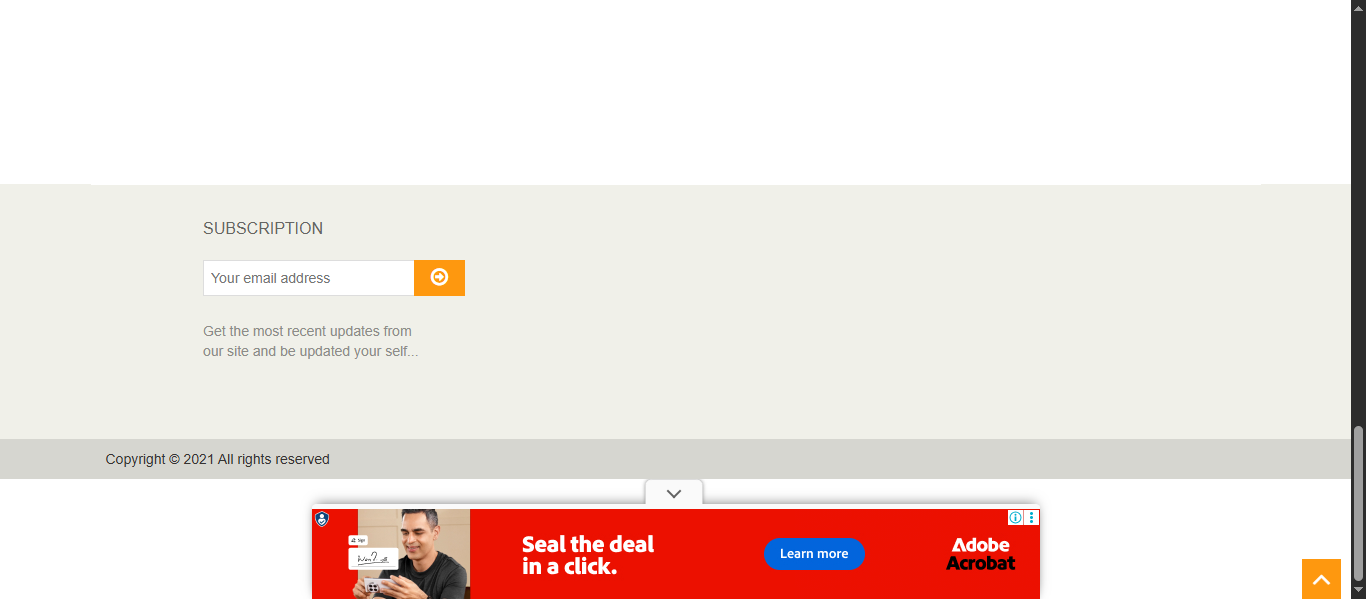 SUBSCRIPTION
Your email address
Get the most recent updates from
our site and be updated your self...
Copyright © 2021 All rights reserved
Seal the deal
in a click.
Learn more
Adobe
Acrobat